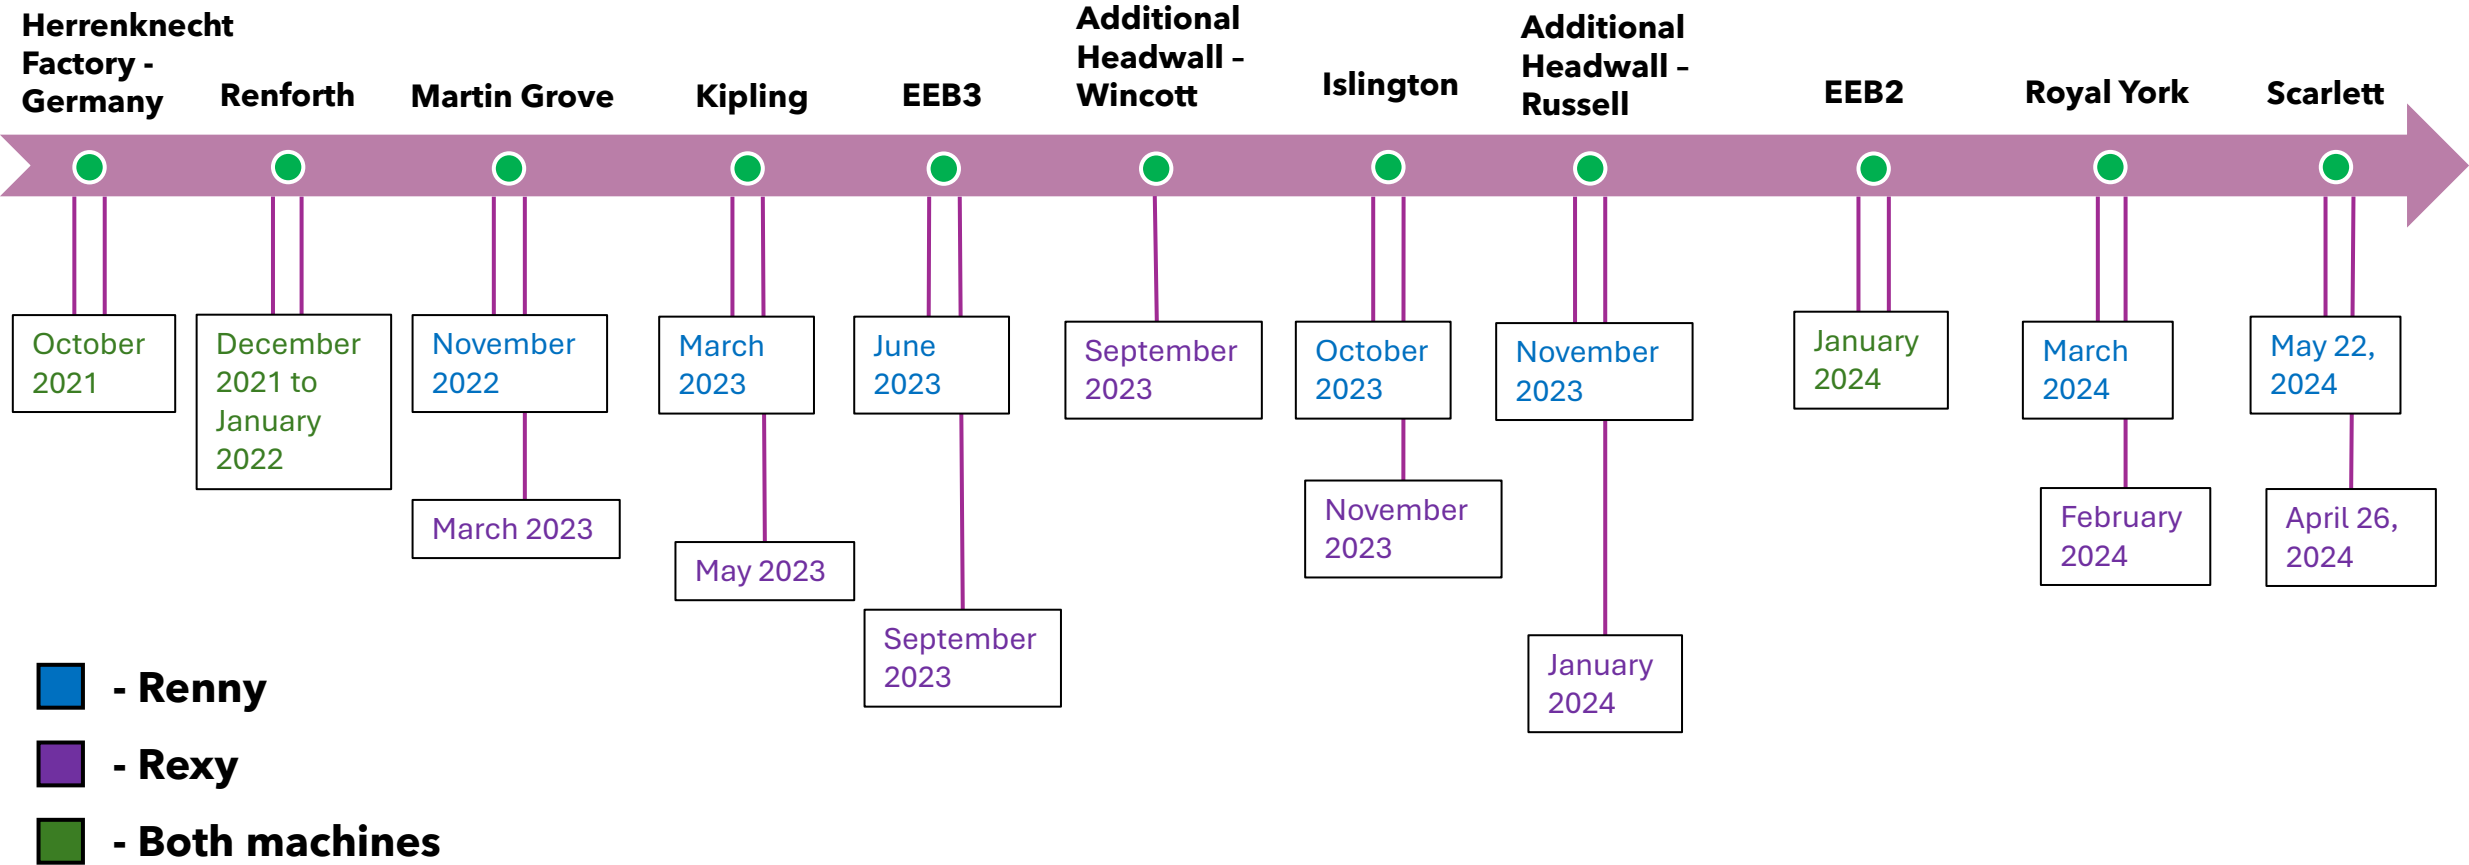 Herrenknecht
Factory -
Germany
Renforth
Martin Grove
Kipling
EEB3
Additional
Headwall –
Wincott
Islington
Additional
Headwall –
Russell
EEB2
Royal York
Scarlett
October
2021
December
2021 to
January
2022
November
2022
March 2023
March
2023
May 2023
June
2023
September
2023
September
2023
October
2023
November
2023
November
2023
January
2024
January
2024
March
2024
February
2024
May 22,
2024
April 26,
2024
- Renny
- Rexy
- Both machines